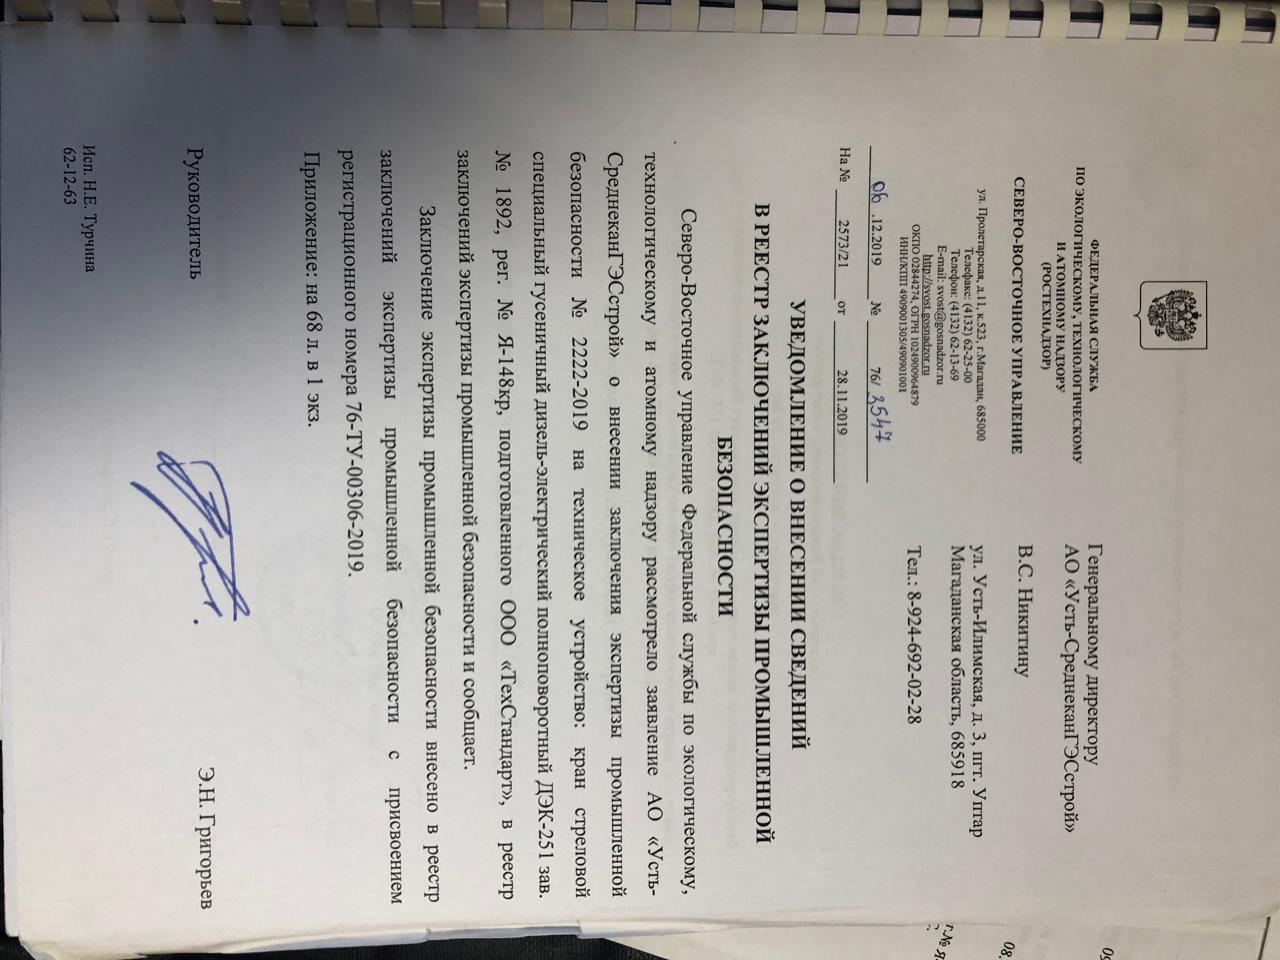 ФЕДЕРАЛЬНАЯ СЛУЖБА
ПО ЭКОЛОГИЧЕСКОМУ, ТЕХНОЛОГИЧЕСКОМУ
И АТОМНОМУ НАДЗОРУ
(РОСТЕХНАДЗОР)
СЕВЕРО-ВОСТОЧНОЕ УПРАВЛЕНИЕ
ул. Пролетарская, д.11, к.523, г.Магадан, 685000
Телефакс: (4132) 62-25-00
Телефон: (4132) 62-13-69
E-mail: svost@gosnadzor.ru
http://svost.gosnadzor.ru
ОКПО 02844274, ОГРН 1024900964879
ИНН/КПП 4909001305/490901001
06 .12.2019 № 76/ 2547
На № 2573/21 от 28.11.2019
Генеральному директору
АО «Усть-СреднеканГЭСстрой»
В.С. Никитину
ул. Усть-Илимская, д. 3, пгт. Уптар
Магаданская область, 685918
Тел.: 8-924-692-02-28
УВЕДОМЛЕНИЕ О ВНЕСЕНИИ СВЕДЕНИЙ
В РЕЕСТР ЗАКЛЮЧЕНИЙ ЭКСПЕРТИЗЫ ПРОМЫШЛЕННОЙ
БЕЗОПАСНОСТИ
Северо-Восточное управление Федеральной службы по экологическому,
технологическому и атомному надзору рассмотрело заявление АО «Усть-
СреднеканГЭСстрой» о внесении заключения экспертизы промышленной
безопасности № 2222-2019 на техническое устройство: кран стреловой
специальный гусеничный дизель-электрический полноповоротный ДЭК-251 зав.
№ 1892, рег. № Я-148кр, подготовленного ООО «ТехСтандарт», в реестр
заключений экспертизы промышленной безопасности и сообщает.
Заключение экспертизы промышленной безопасности внесено в реестр
заключений экспертизы промышленной безопасности с присвоением
регистрационного номера 76-ТУ-00306-2019.
Приложение: на 68 л. в 1 экз.
Руководитель
Э.Н. Григорьев
Исп. Н.Е. Турчина
62-12-63
08.